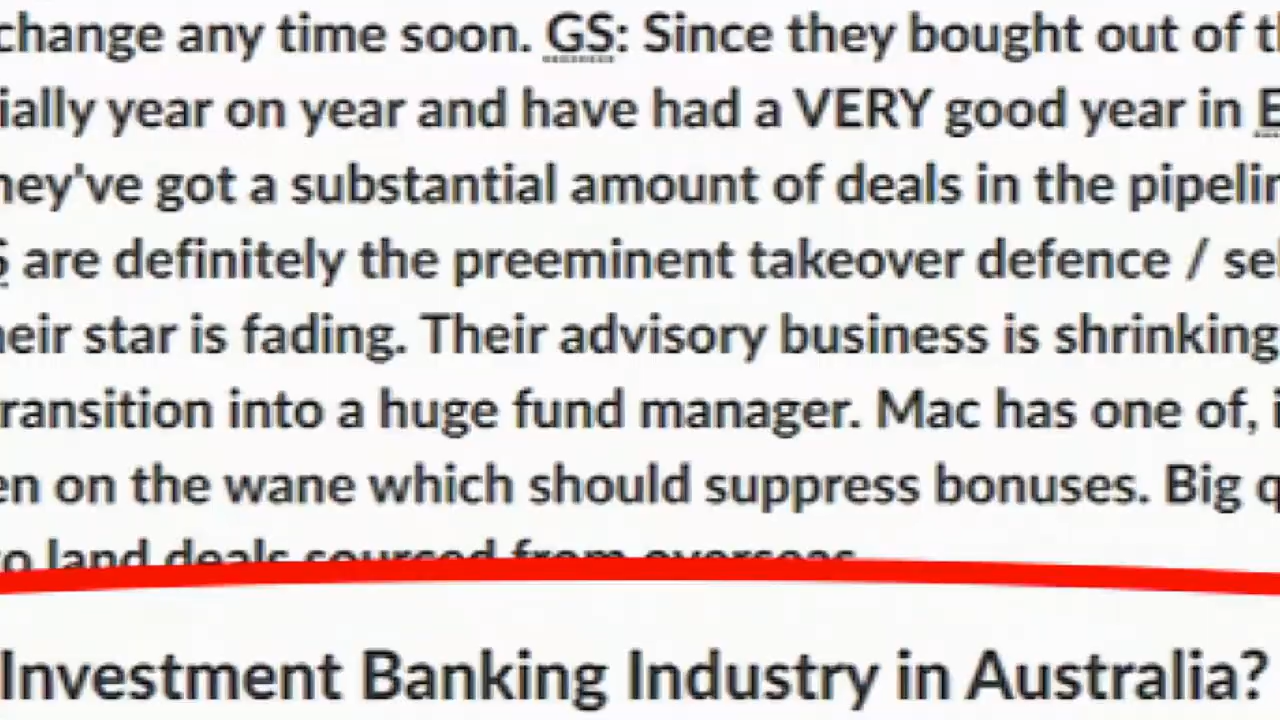 change any time soon. GS: Since they bought out of
ially year on year and have had a VERY good year in
hey've got a substantial amount of deals in the
are definitely the preeminent takeover defence /
heir star is fading. Their advisory business is shrinking
ransition into a huge fund manager. Mac has one of,
en on the wane which should suppress bonuses. Big
to land deals sourced from overseas
Investment Banking Industry in Australia?